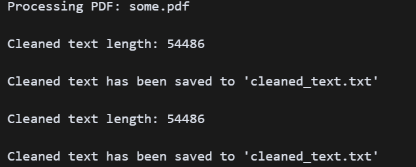 Processing PDF: some.pdf
Cleaned text length: 54486
Cleaned text has been saved to 'cleaned_text.txt'
Cleaned text length: 54486
Cleaned text has been saved to 'cleaned_text.txt'